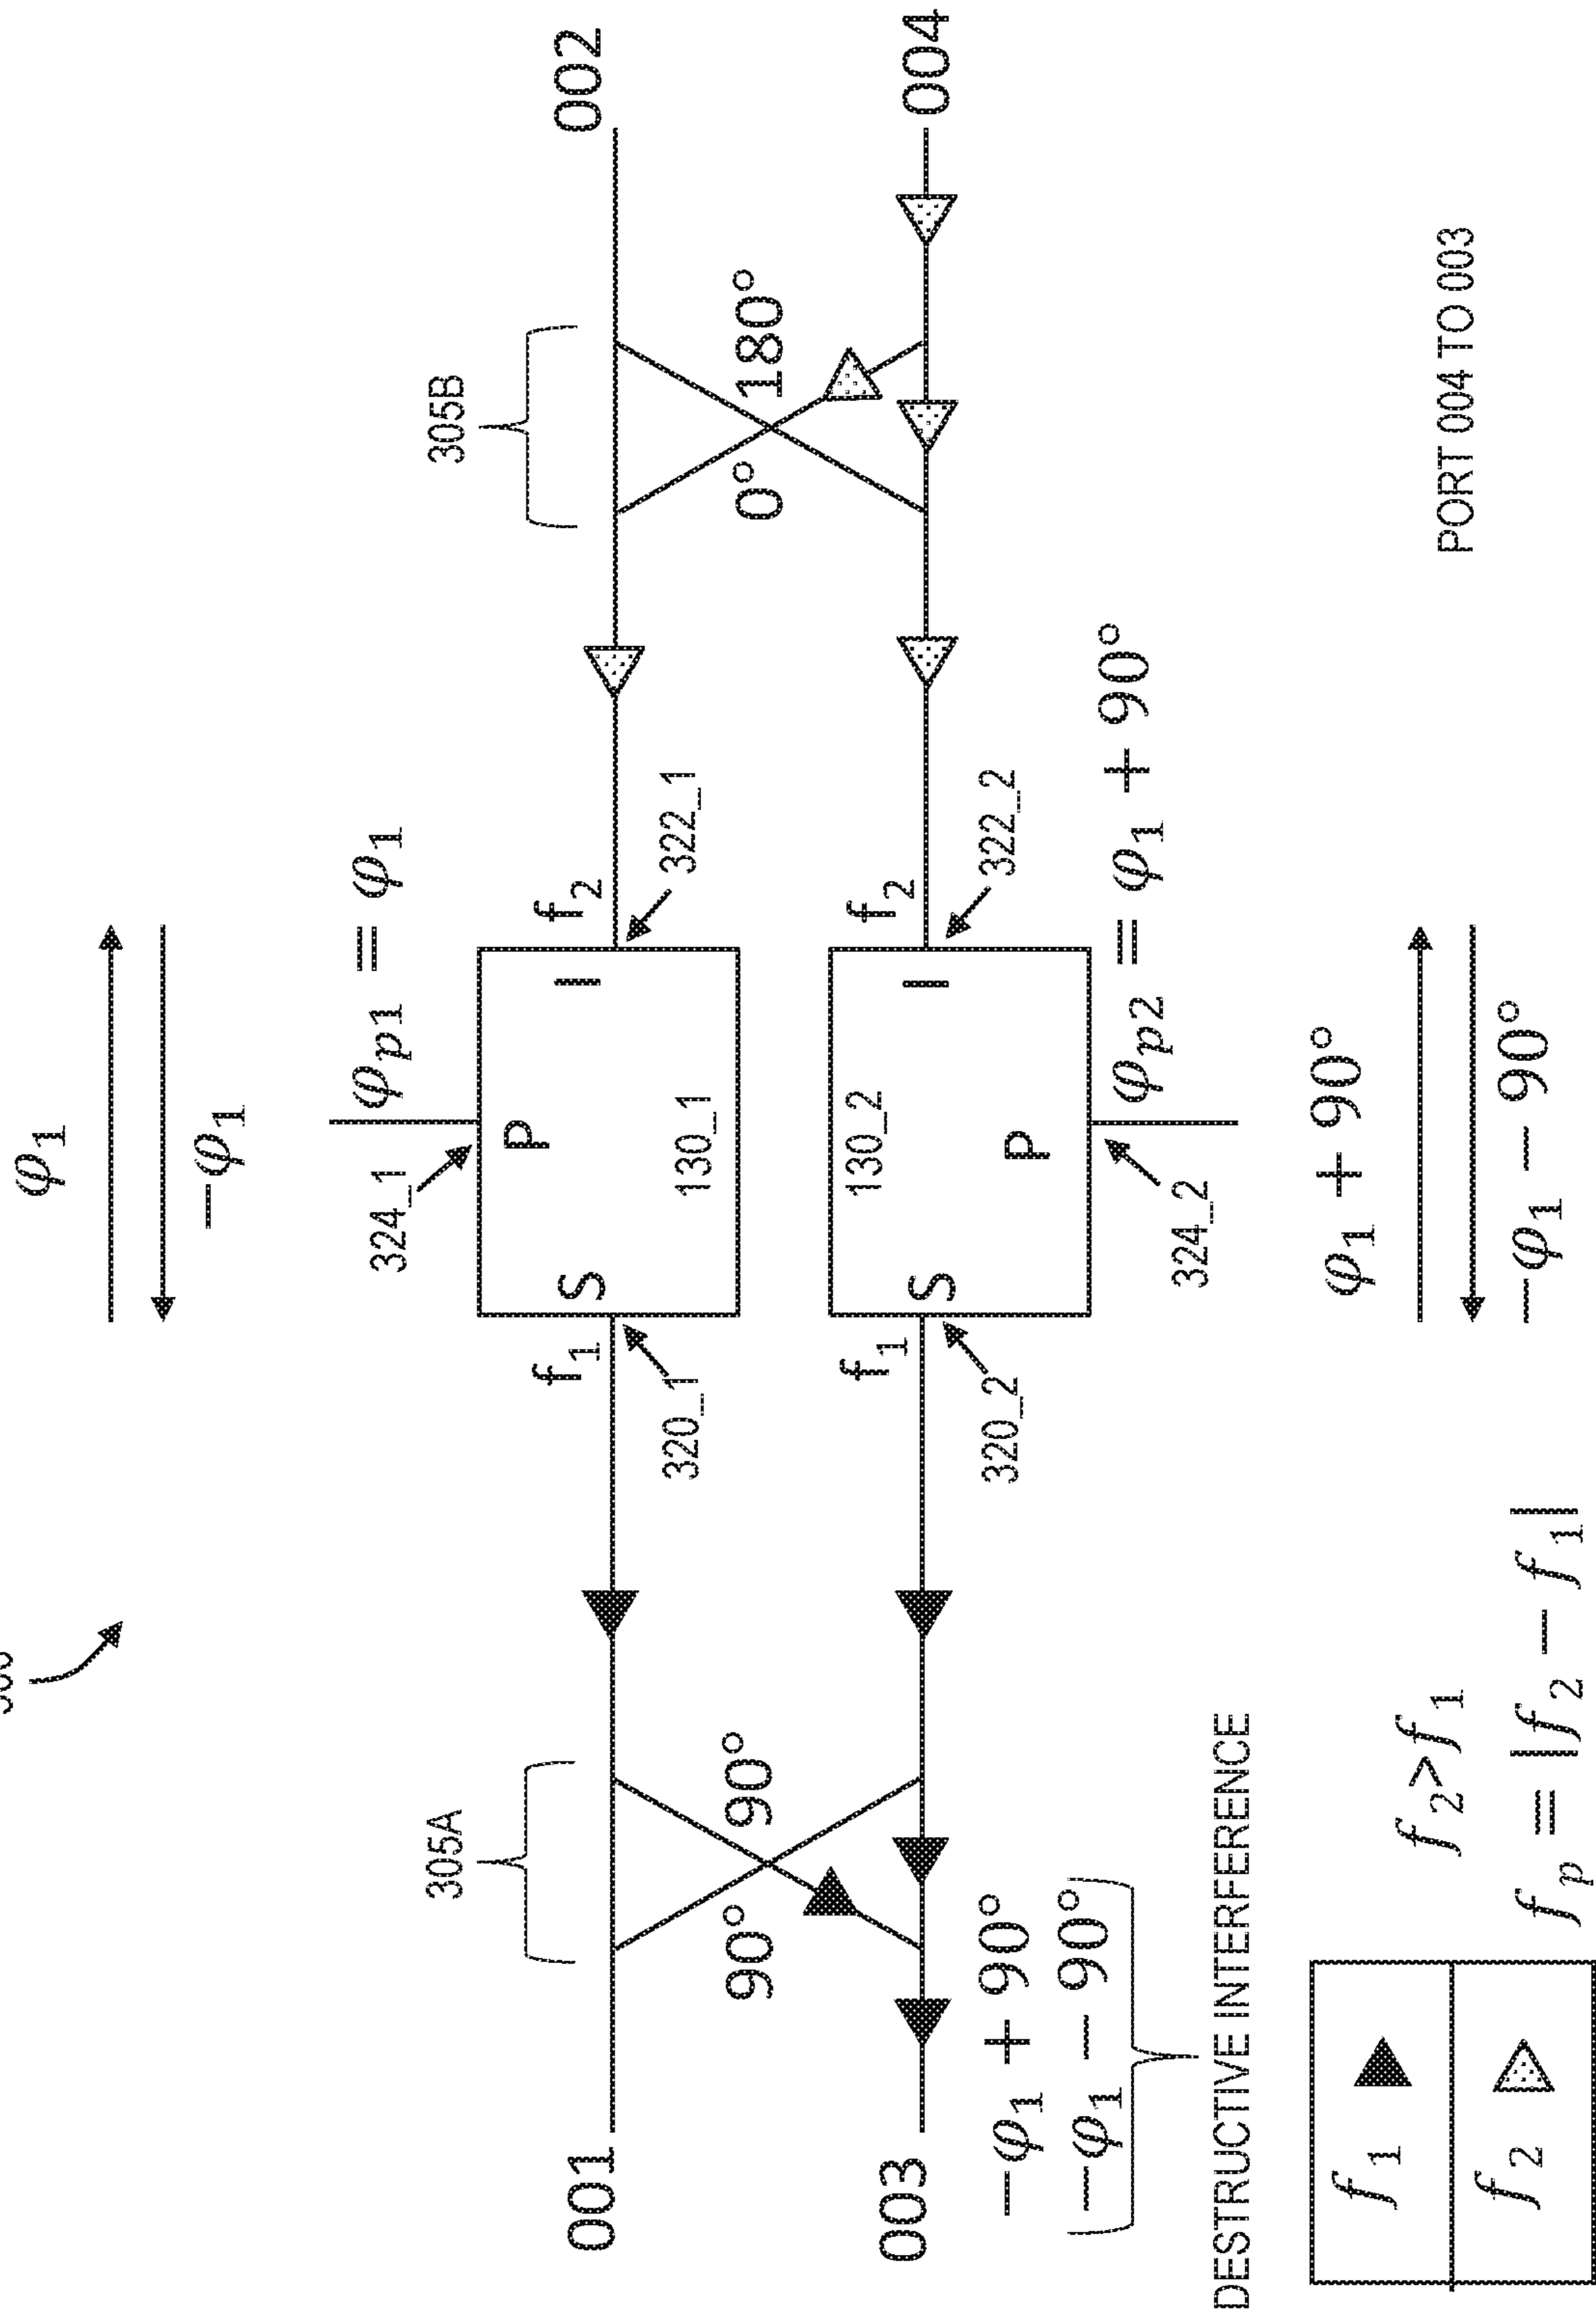 φ1
−φ1
305A
305B
324_1
φp1 = φ1
001
002
90°
90°
f1
S
P
I
f2
320_1
130_1
322_1
0°
180°
003
004
f1
S
130_2
P
I
f2
320_2
324_2
φp2 = φ1 + 90°
322_2
−φ1 + 90°
−φ1 − 90°
DESTRUCTIVE INTERFERENCE
φ1 + 90°
−φ1 − 90°
f1
f2
f2>f1
fp = |f2 − f1|
PORT 004 TO 003